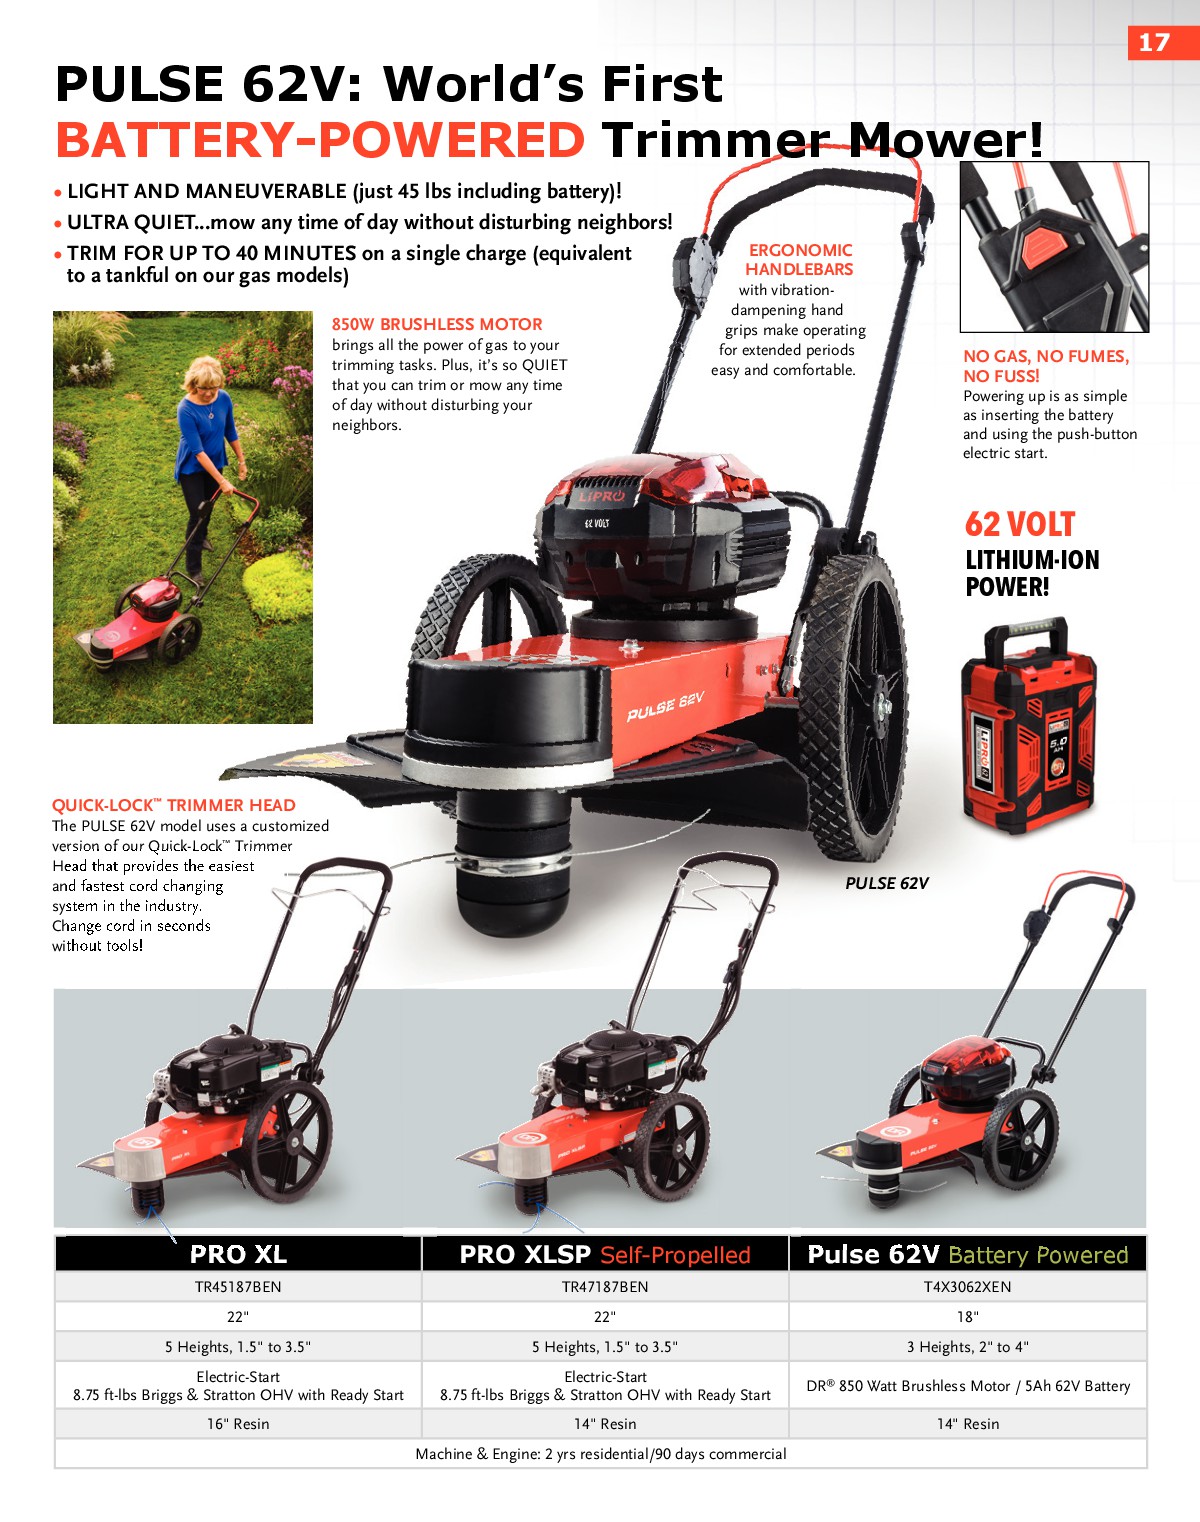 17
PULSE 62V: World’s First
BATTERY-POWERED Trimmer Mower!
• LIGHT AND MANEUVERABLE (just 45 lbs including battery)!
• ULTRA QUIET...mow any time of day without disturbing neighbors!
• TRIM FOR UP TO 40 MINUTES on a single charge (equivalent
to a tankful on our gas models)
850W BRUSHLESS MOTOR
brings all the power of gas to your
trimming tasks. Plus, it’s so QUIET
that you can trim or mow any time
of day without disturbing your
neighbors.
ERGONOMIC
HANDLEBARS
with vibration-
dampening hand
grips make operating
for extended periods
easy and comfortable.
NO GAS, NO FUMES,
NO FUSS!
Powering up is as simple
as inserting the battery
and using the push-button
electric start.
62 VOLT
LITHIUM-ION
POWER!
LiPRO
62 VOLT
PULSE 62V
LiPRO
5.0
AH
QUICK-LOCK™ TRIMMER HEAD
The PULSE 62V model uses a customized
version of our Quick-Lock™ Trimmer
Head that provides the easiest
and fastest cord changing
system in the industry.
Change cord in seconds
without tools!
PULSE 62V
DR
PRO XL
DR
PRO XLSP
DR
PULSE 62V
PRO XL
PRO XLSP Self-Propelled
Pulse 62V Battery Powered
TR45187BEN
TR47187BEN
T4X3062XEN
22"
22"
18"
5 Heights, 1.5" to 3.5"
5 Heights, 1.5" to 3.5"
3 Heights, 2" to 4"
Electric-Start
8.75 ft-lbs Briggs & Stratton OHV with Ready Start
Electric-Start
8.75 ft-lbs Briggs & Stratton OHV with Ready Start
DR® 850 Watt Brushless Motor / 5Ah 62V Battery
16" Resin
14" Resin
14" Resin
Machine & Engine: 2 yrs residential/90 days commercial